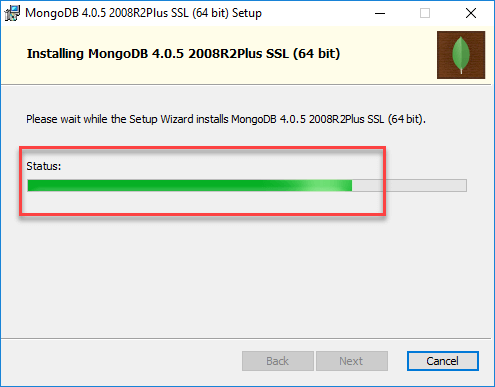 MongoDB 4.0.5 2008R2Plus SSL (64 bit) Setup
Installing MongoDB 4.0.5 2008R2Plus SSL (64 bit)
Please wait while the Setup Wizard installs MongoDB 4.0.5 2008R2Plus SSL (64 bit).
Status:
Back Next Cancel